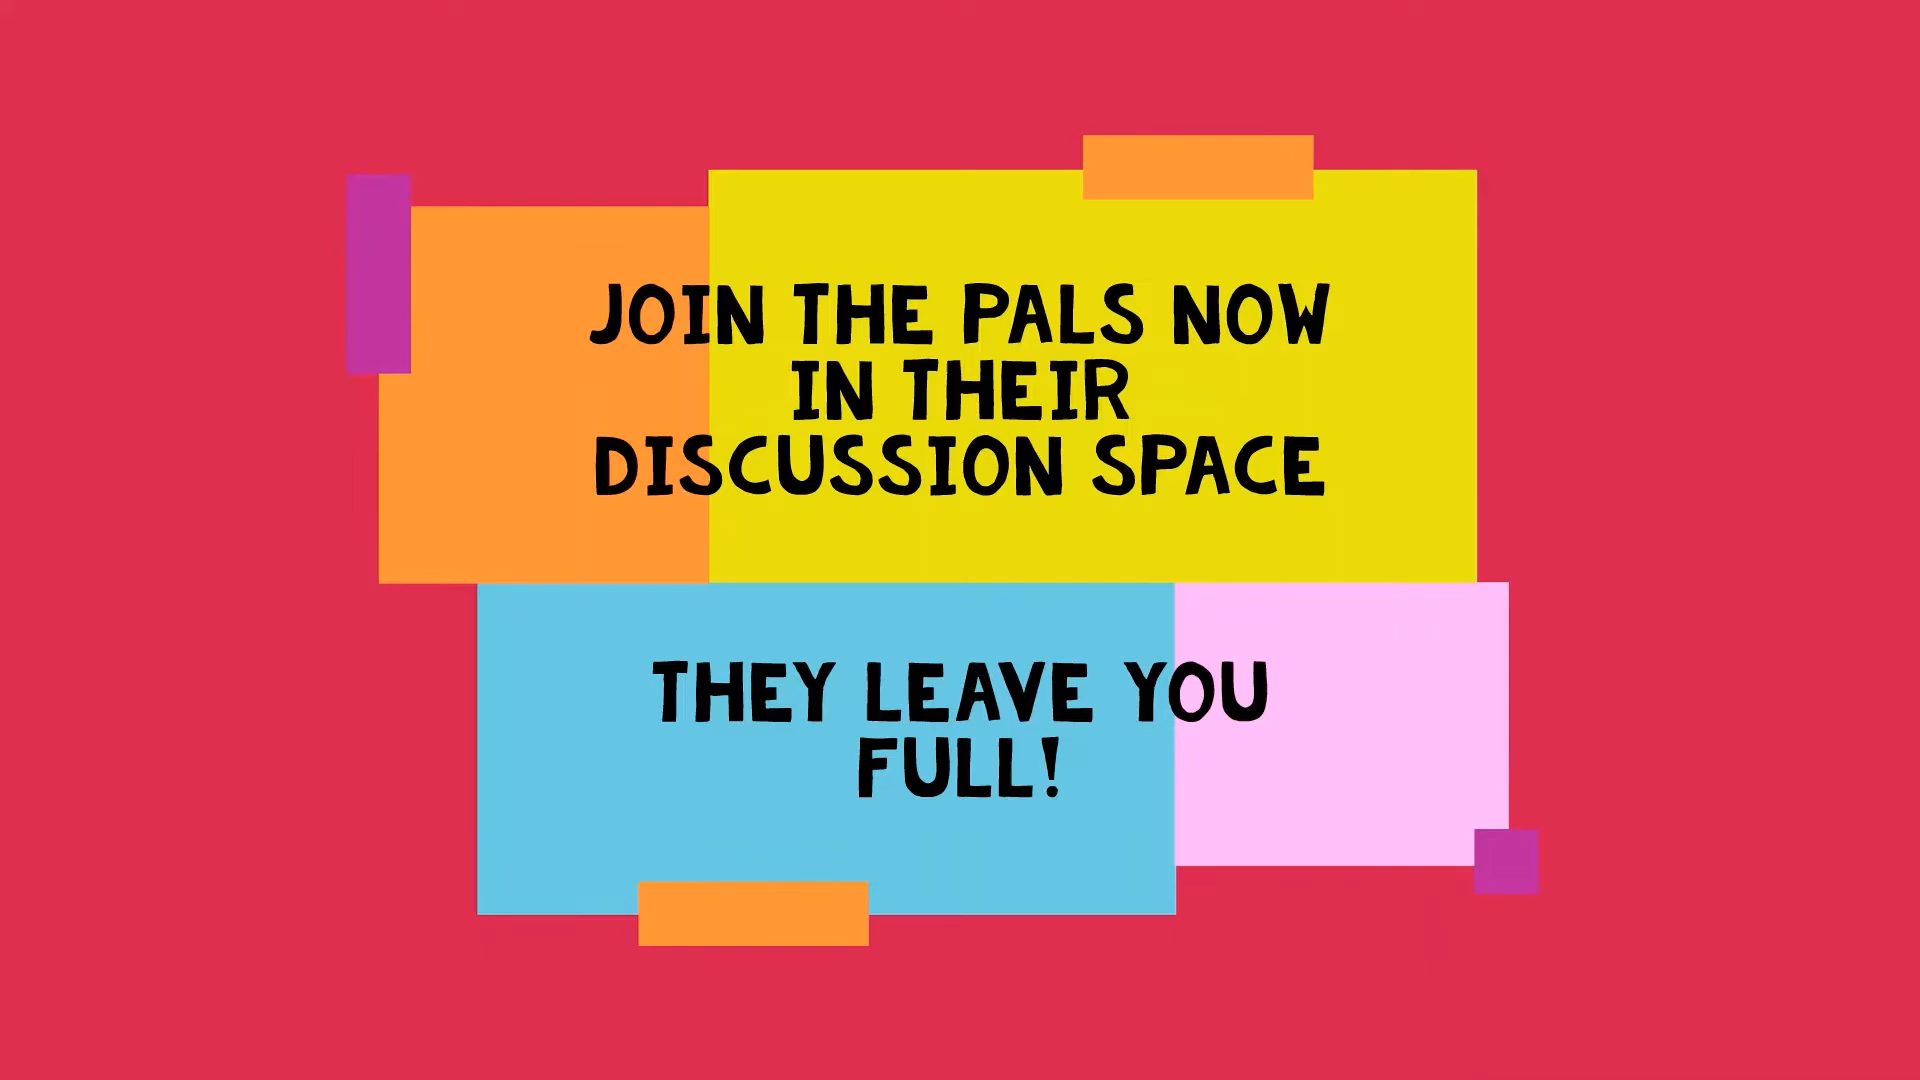 JOIN THE PALS NOW
IN THEIR
DISCUSSION SPACE
THEY LEAVE YOU
FULL!